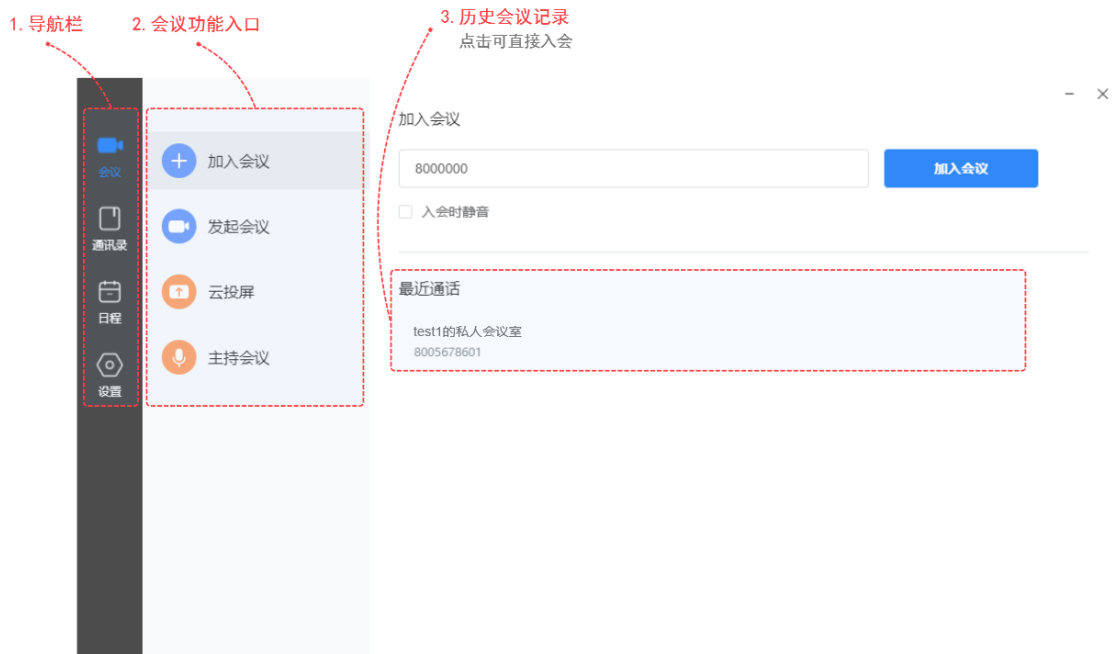 1. 导航栏
2. 会议功能入口
3. 历史会议记录
点击可直接入会
会议
通讯录
日程
设置
加入会议
发起会议
云投屏
主持会议
加入会议
8000000
加入会议
入会时静音
最近通话
test1的私人会议室
8005678601